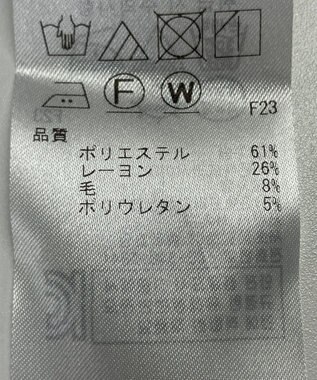 F W
F23
品質
ポリエステル 61%
レーヨン 26%
毛 8%
ポリウレタン 5%